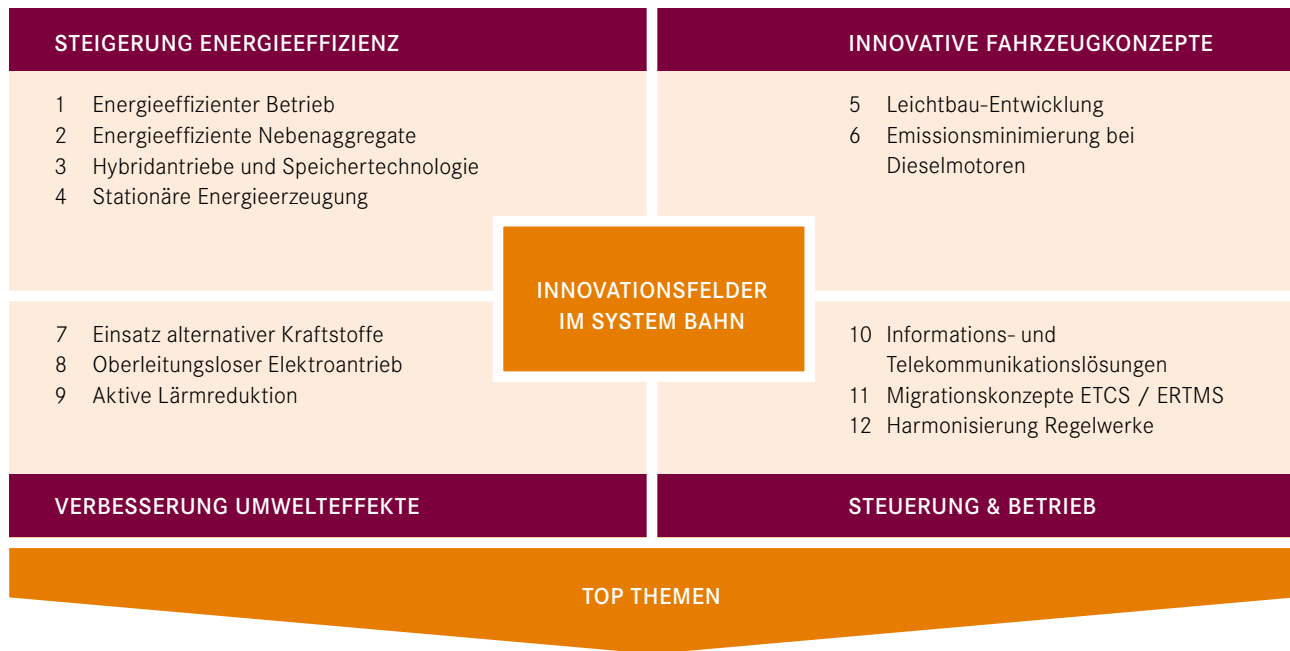 STEIGERUNG ENERGIEEFFIZIENZ
1 Energieeffizienter Betrieb
2 Energieeffiziente Nebenaggregate
3 Hybridantriebe und Speichertechnologie
4 Stationäre Energieerzeugung
INNOVATIVE FAHRZEUGKONZEPTE
5 Leichtbau-Entwicklung
6 Emissionsminimierung bei
Dieselmotoren
INNOVATIONSFELDER
IM SYSTEM BAHN
7 Einsatz alternativer Kraftstoffe
8 Oberleitungsloser Elektroantrieb
9 Aktive Lärmreduktion
VERBESSERUNG UMWELTEFFEKTE
10 Informations- und
Telekommunikationslösungen
11 Migrationskonzepte ETCS / ERTMS
12 Harmonisierung Regelwerke
STEUERUNG & BETRIEB
TOP THEMEN